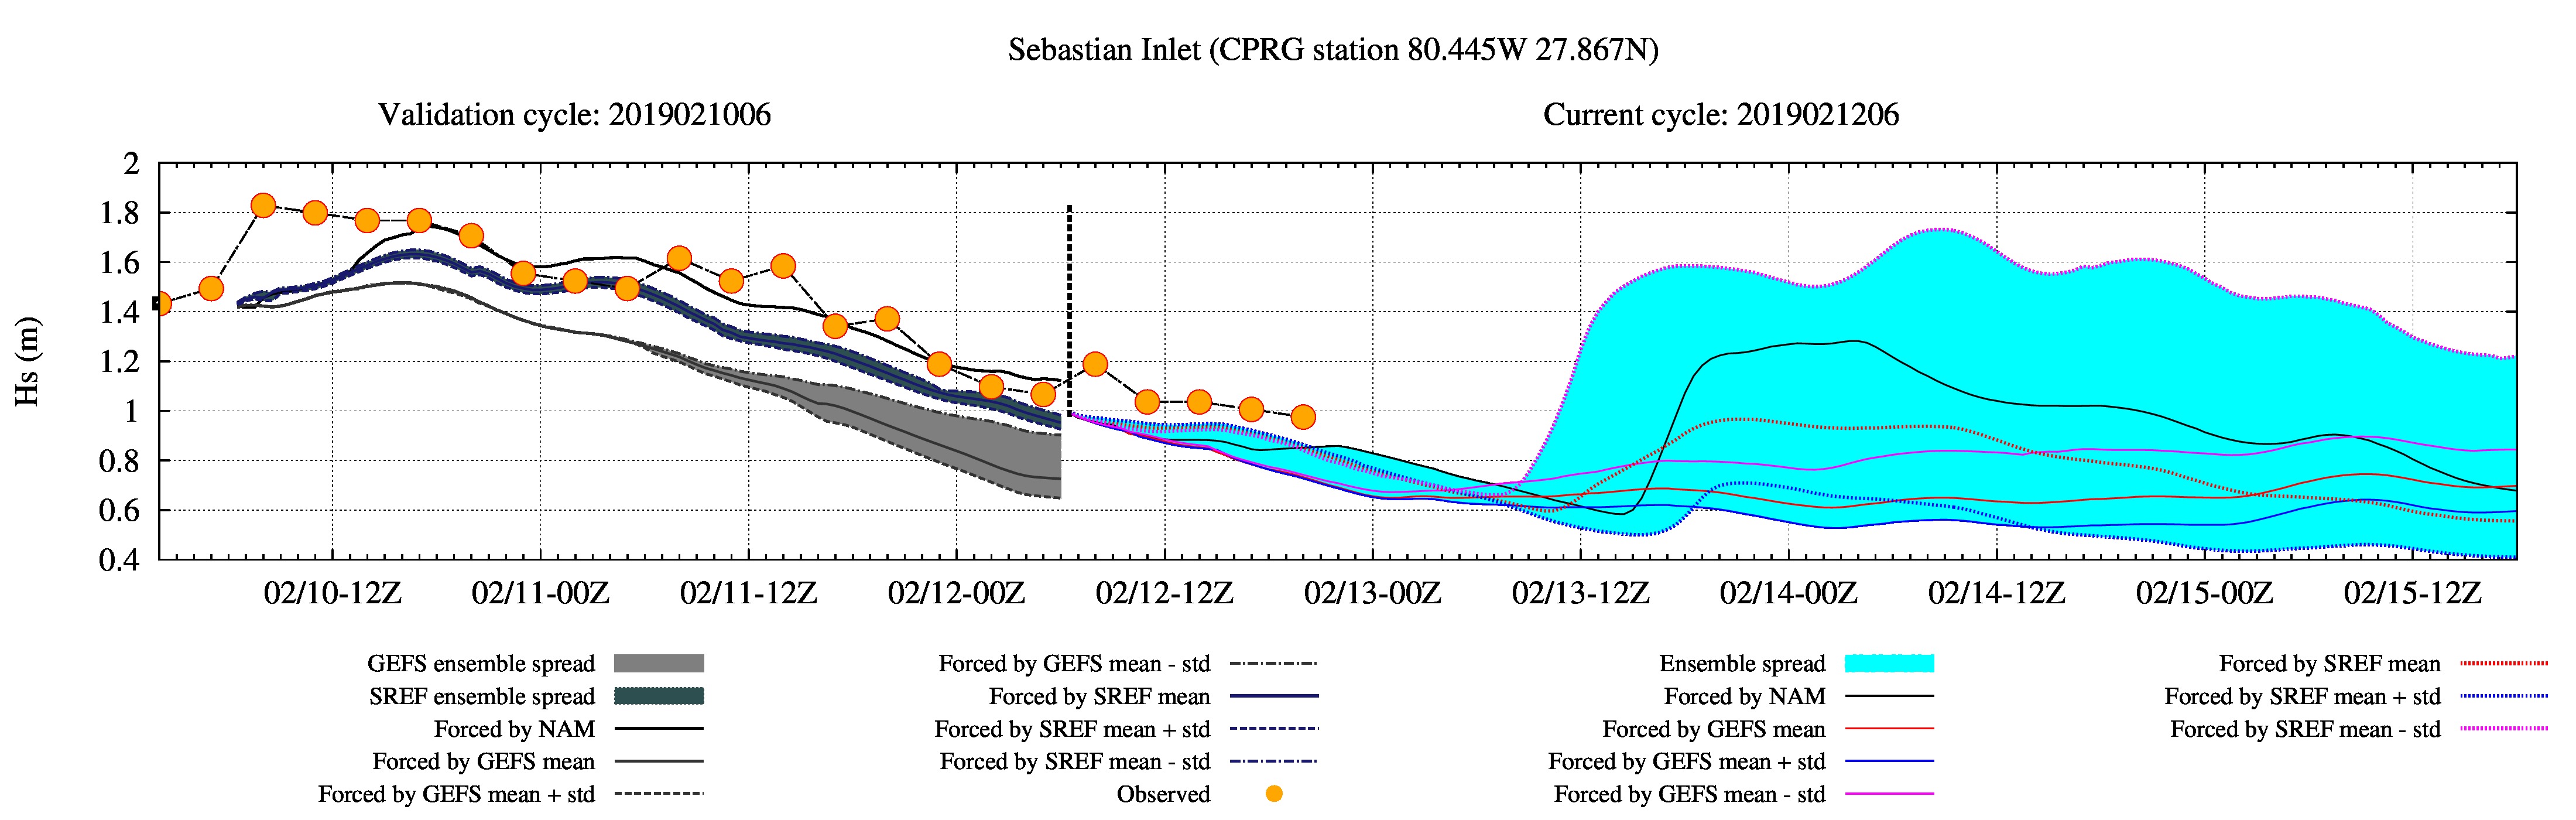 Sebastian Inlet (CPRG station 80.445W 27.867N)
Validation cycle: 2019021006
Current cycle: 2019021206
Hs (m)
2
1.8
1.6
1.4
1.2
1
0.8
0.6
0.4
02/10-12Z 02/11-00Z 02/11-12Z 02/12-00Z 02/12-12Z 02/13-00Z 02/13-12Z 02/14-00Z 02/14-12Z 02/15-00Z 02/15-12Z
GEFS ensemble spread
SREF ensemble spread
Forced by NAM
Forced by GEFS mean
Forced by GEFS mean + std
Forced by GEFS mean - std
Forced by SREF mean
Forced by SREF mean + std
Forced by SREF mean - std
Observed
Ensemble spread
Forced by NAM
Forced by GEFS mean
Forced by GEFS mean + std
Forced by GEFS mean - std
Forced by SREF mean
Forced by SREF mean + std
Forced by SREF mean - std